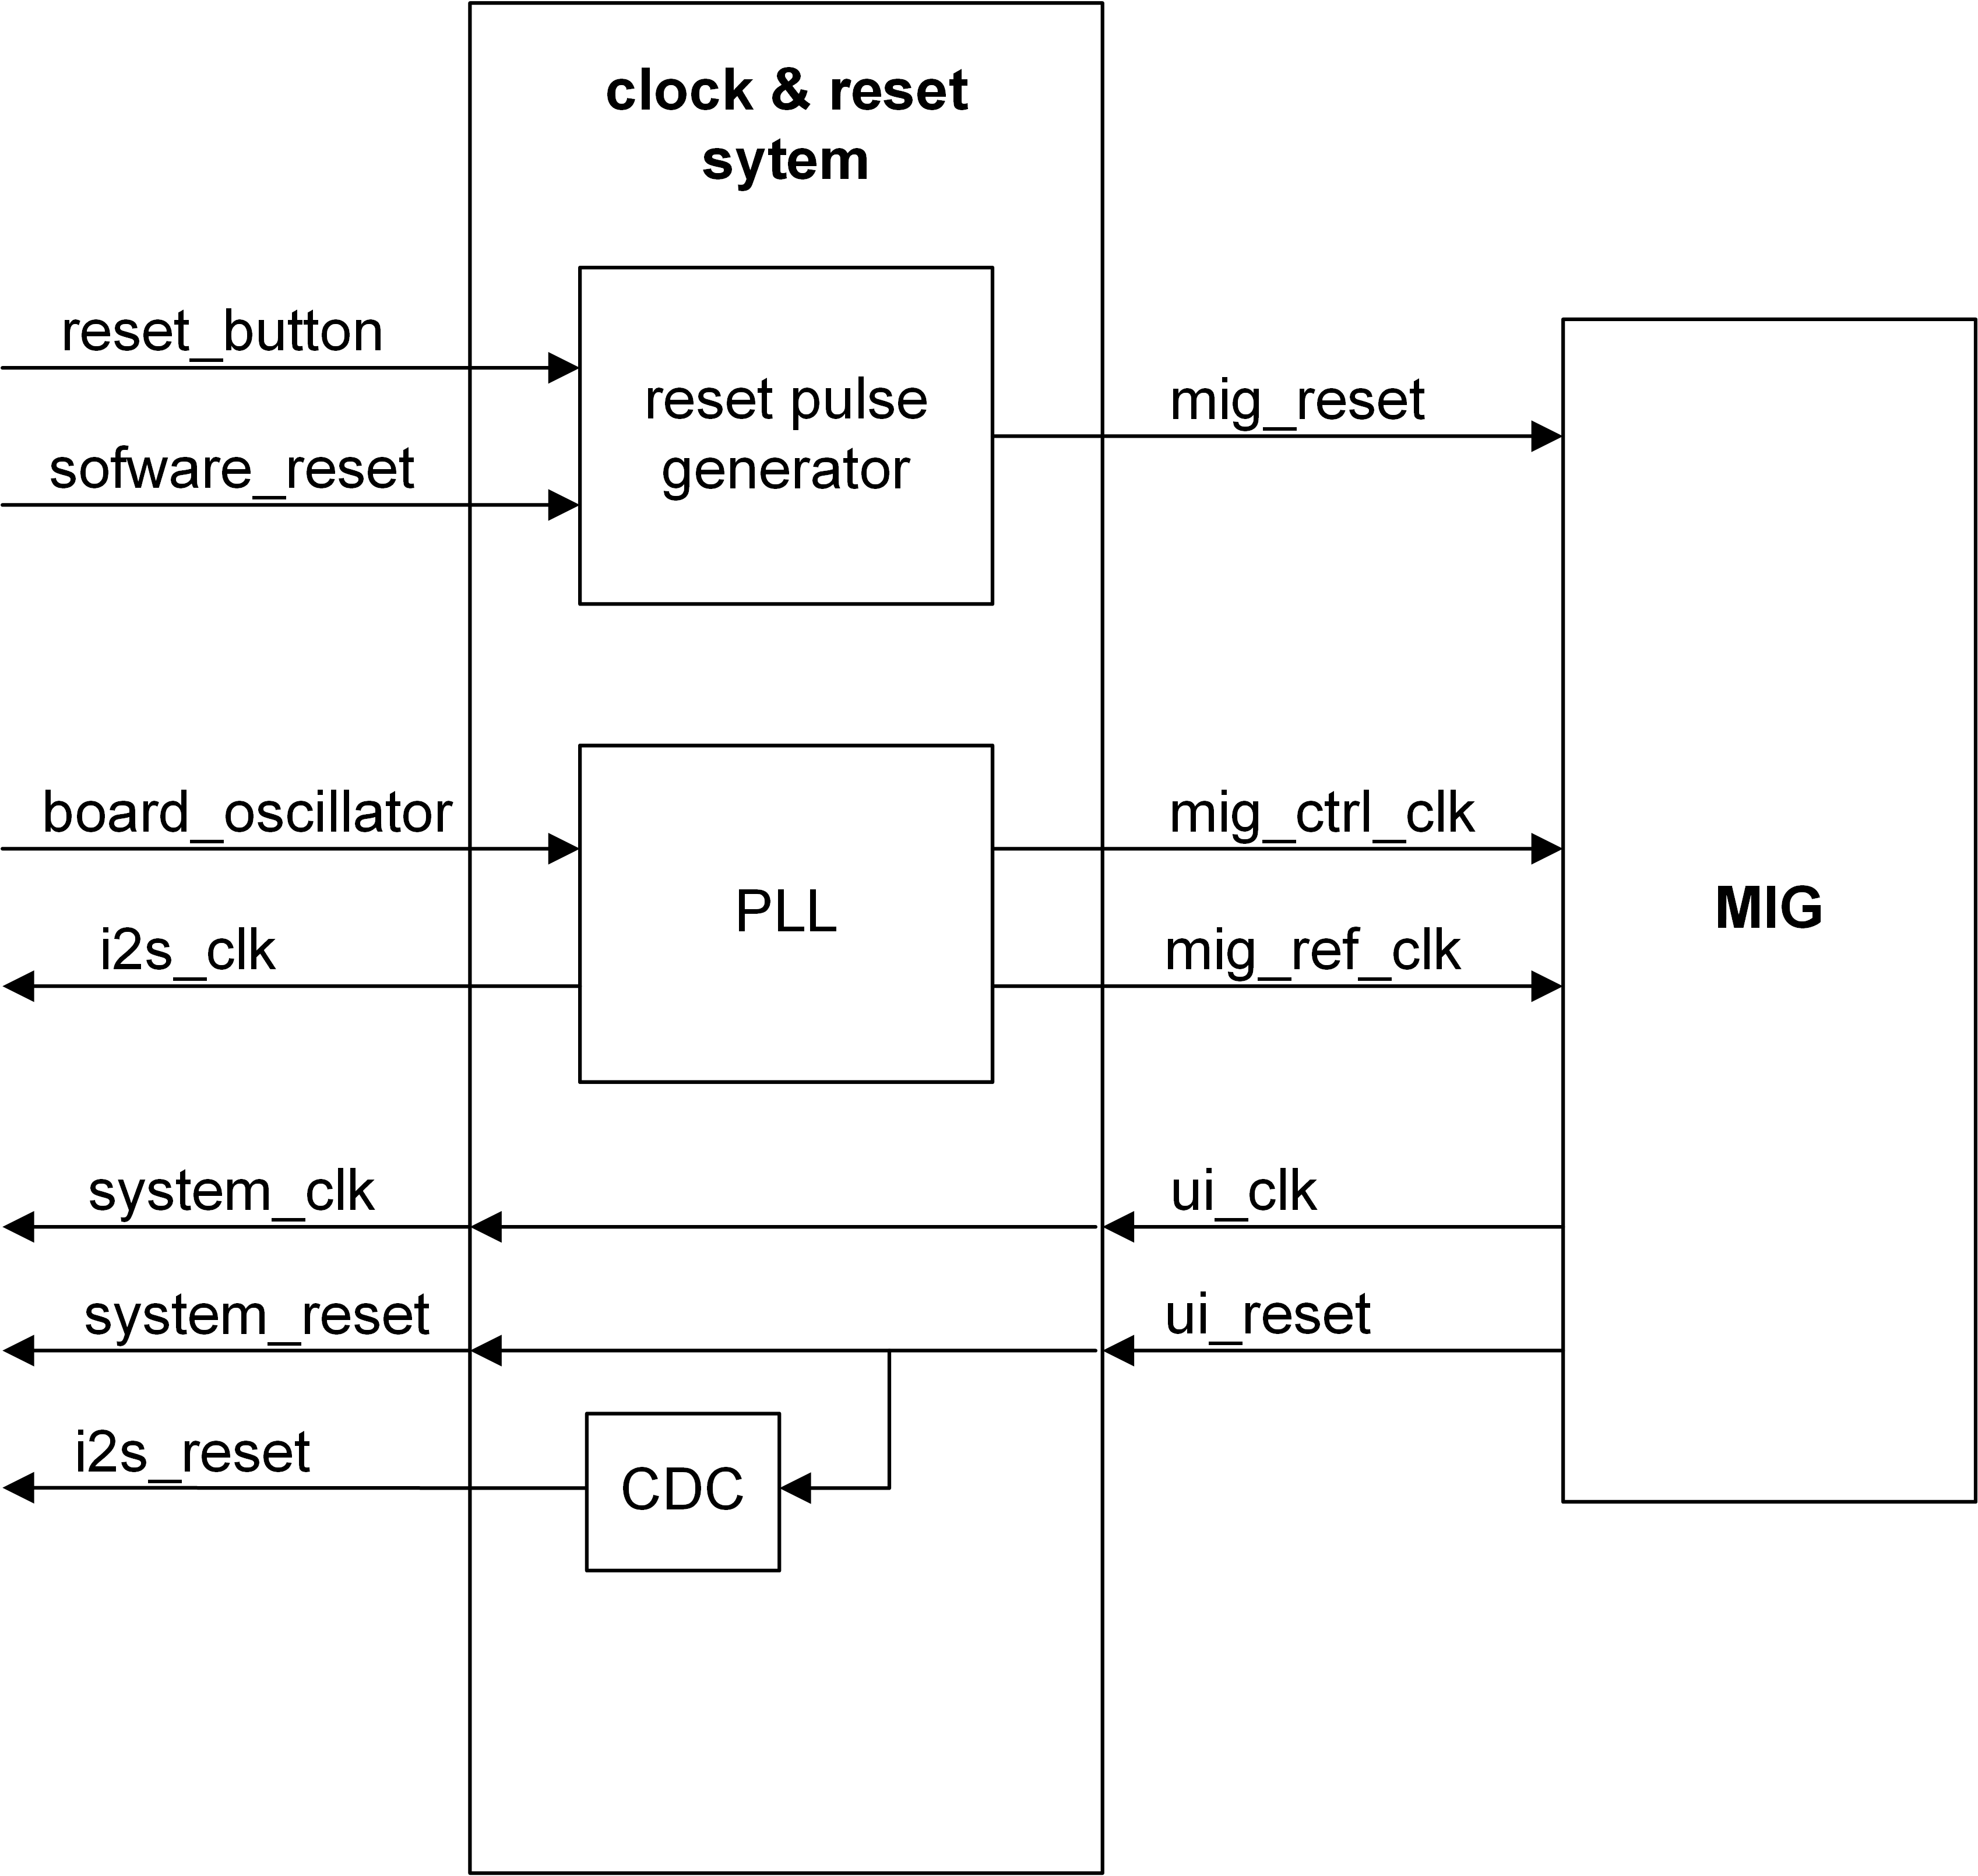 clock & reset
sytem
reset_button
sofware_reset
reset pulse
generator
mig_reset
board_oscillator
i2s_clk
PLL
mig_ctrl_clk
mig_ref_clk
MIG
system_clk
ui_clk
system_reset
ui_reset
i2s_reset
CDC